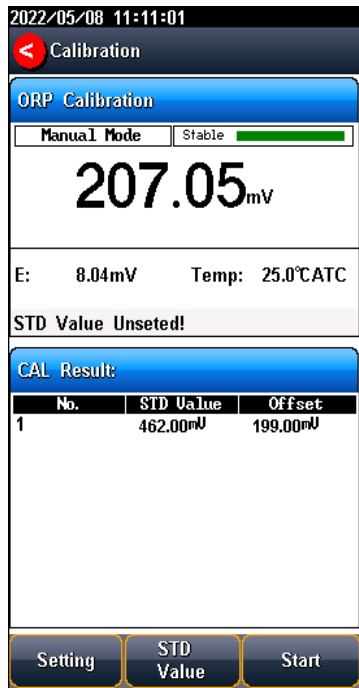 2022/05/08 11:11:01
< Calibration
ORP Calibration
Manual Mode Stable
207.05mV
E: 8.04mV Temp: 25.0℃ATC
STD Value Unseted!
CAL Result:
No. STD Value Offset
1 462.00mV 199.00mV
Setting STD Value Start